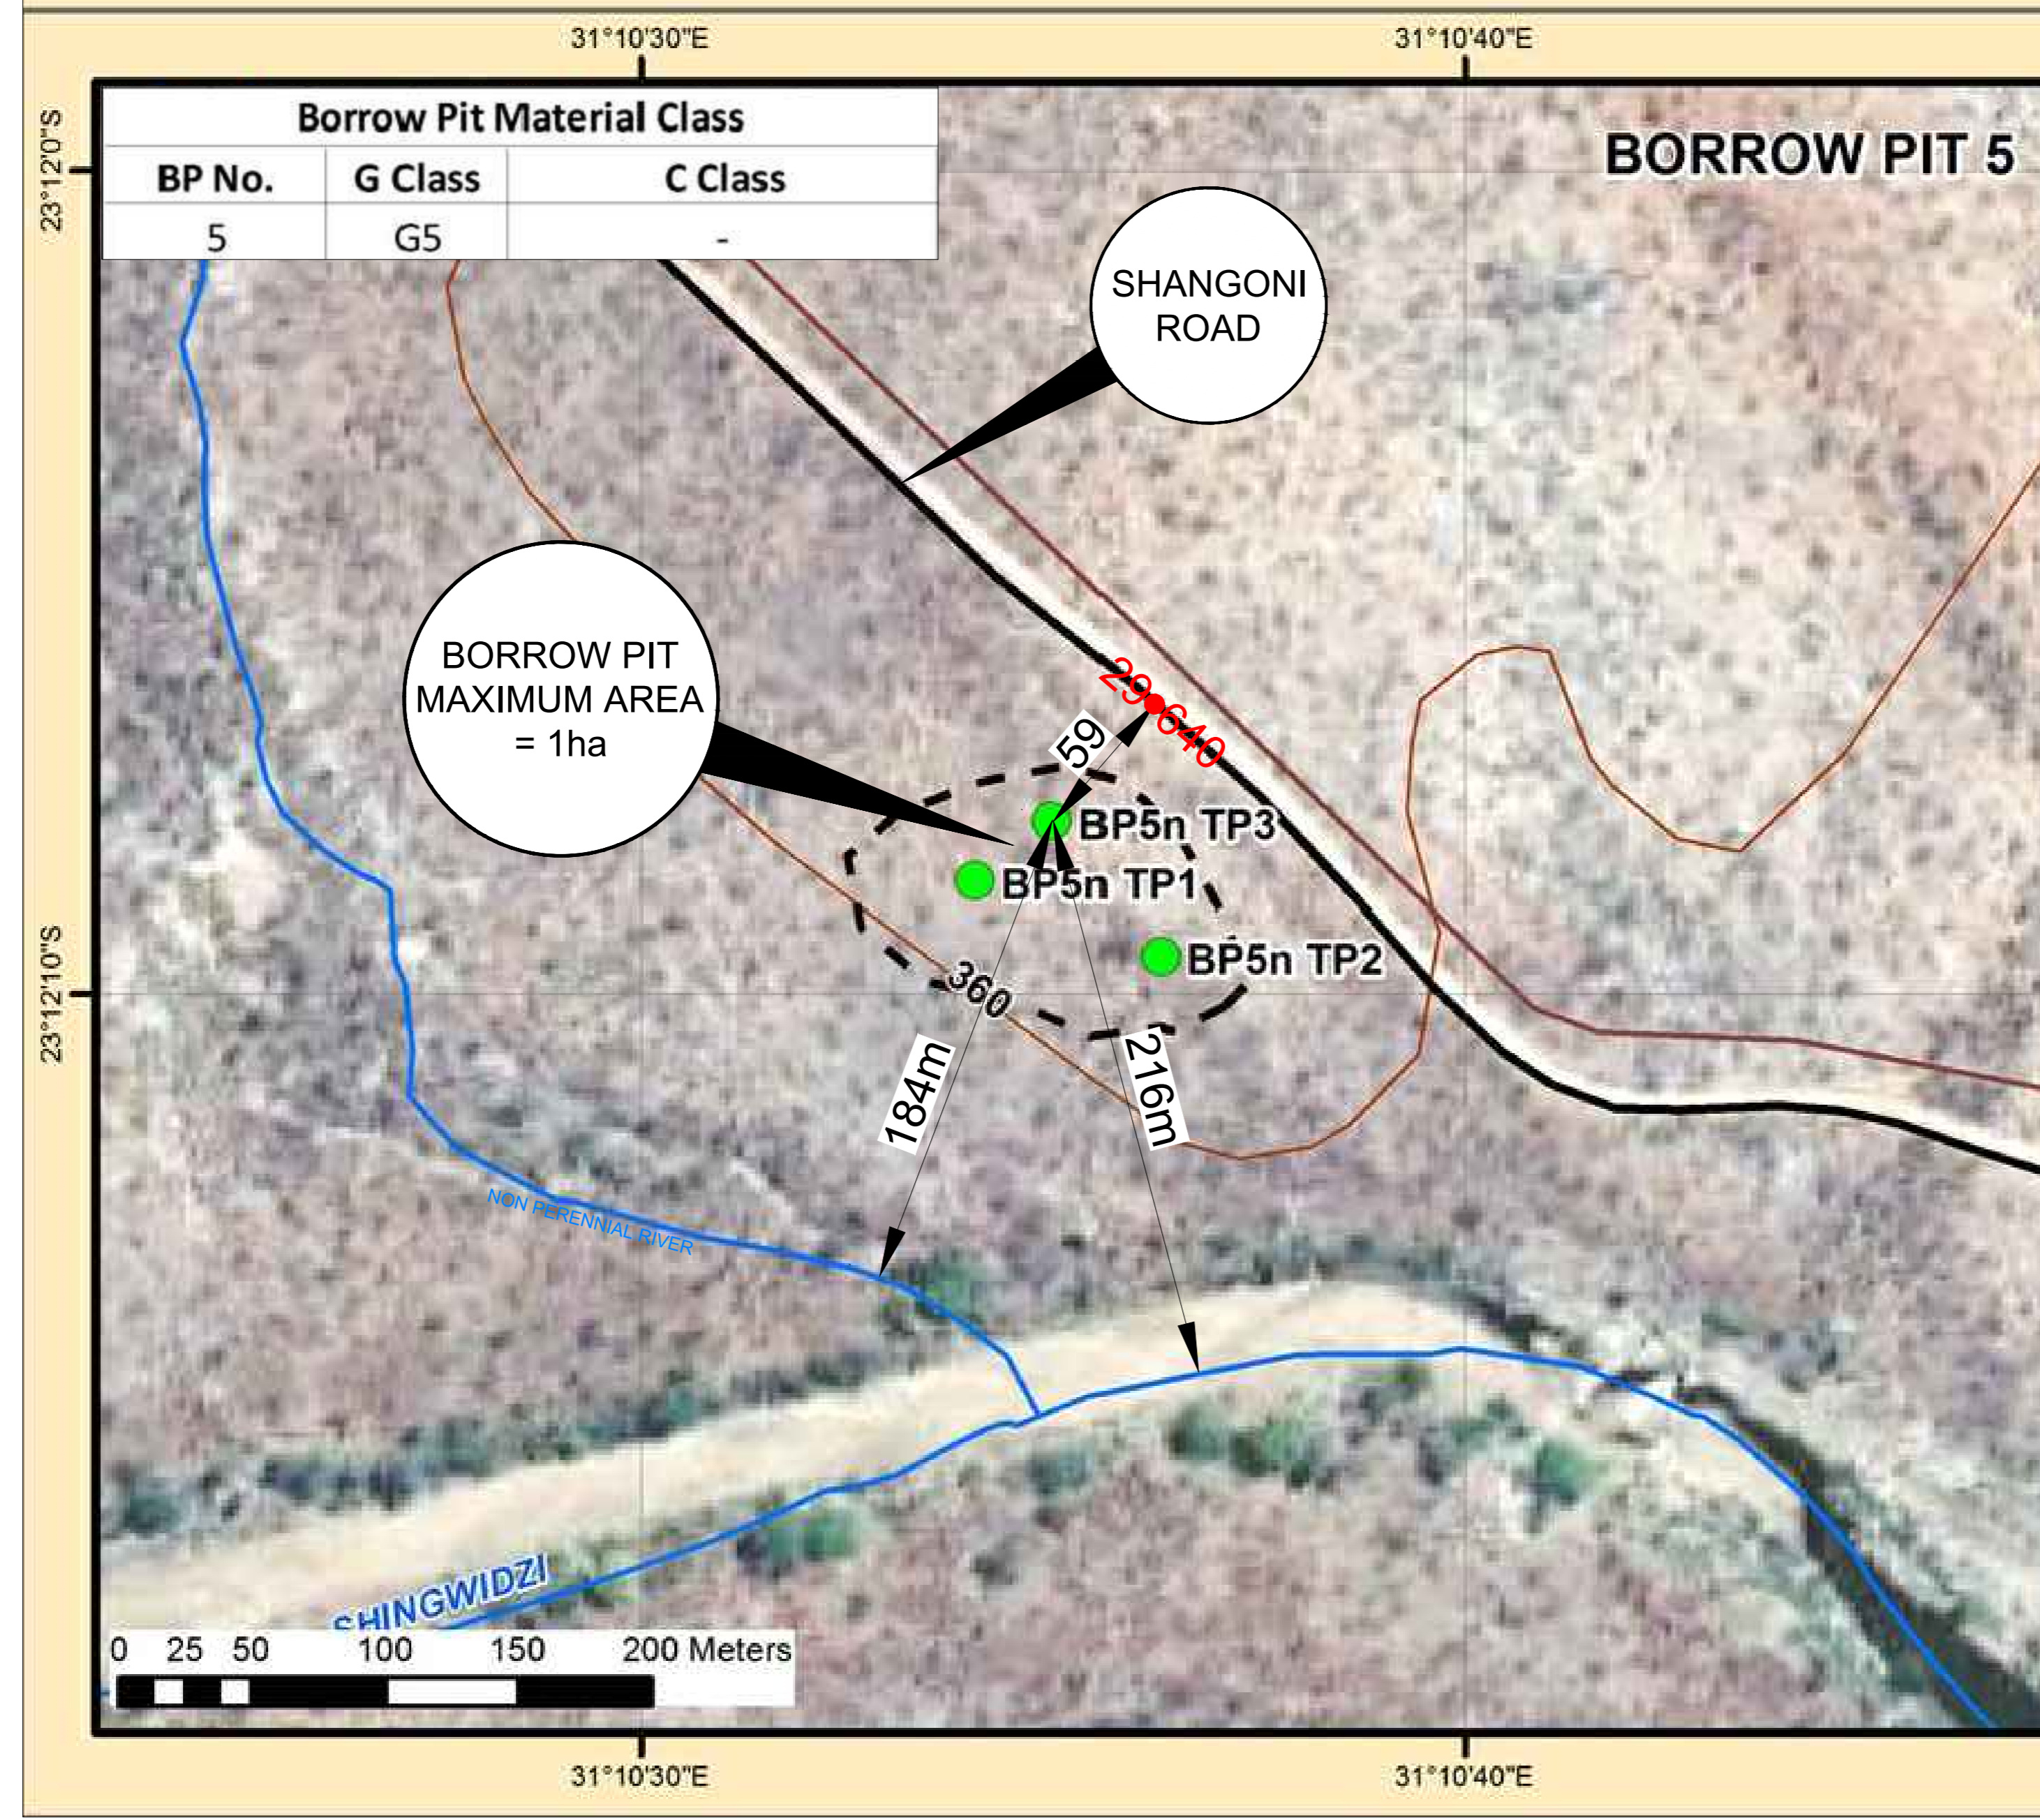 31°10'30"E
31°10'40"E
23°12'0"S
Borrow Pit Material Class
BP No. G Class C Class
5 G5 -
BORROW PIT 5
SHANGONI
ROAD
BORROW PIT
MAXIMUM AREA
= 1ha
29 640
59
BP5n TP3
BP5n TP1
BP5n TP2
23°12'10"S
360
184m
216m
NON PERENNIAL RIVER
SHINGWIDZI
0 25 50 100 150 200 Meters
31°10'30"E
31°10'40"E